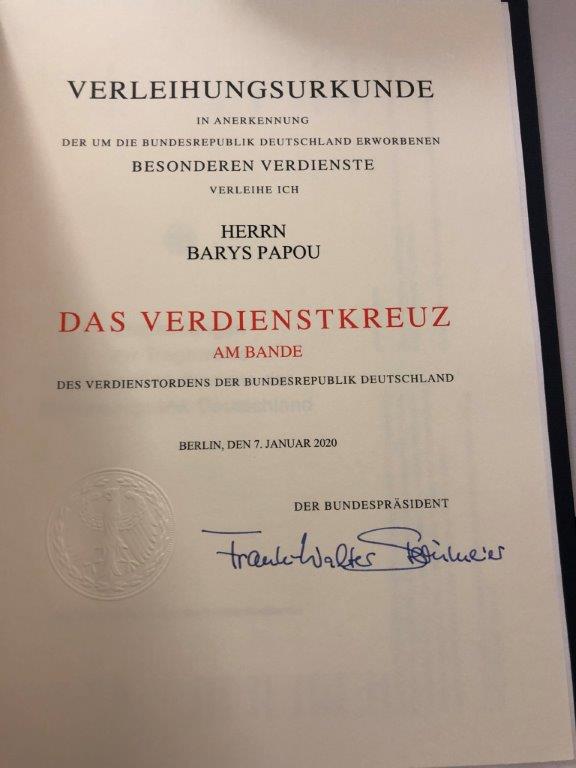 VERLEIHUNGSURKUNDE
IN ANERKENNUNG
DER UM DIE BUNDESREPUBLIK DEUTSCHLAND ERWORBENEN
BESONDEREN VERDIENSTE
VERLEIHE ICH
HERRN
BARYS PAPOU
DAS VERDIENSTKREUZ
AM BANDE
DES VERDIENSTORDENS DER BUNDESREPUBLIK DEUTSCHLAND
BERLIN, DEN 7. JANUAR 2020
DER BUNDESPRÄSIDENT
Frank-Walter Steinmeier